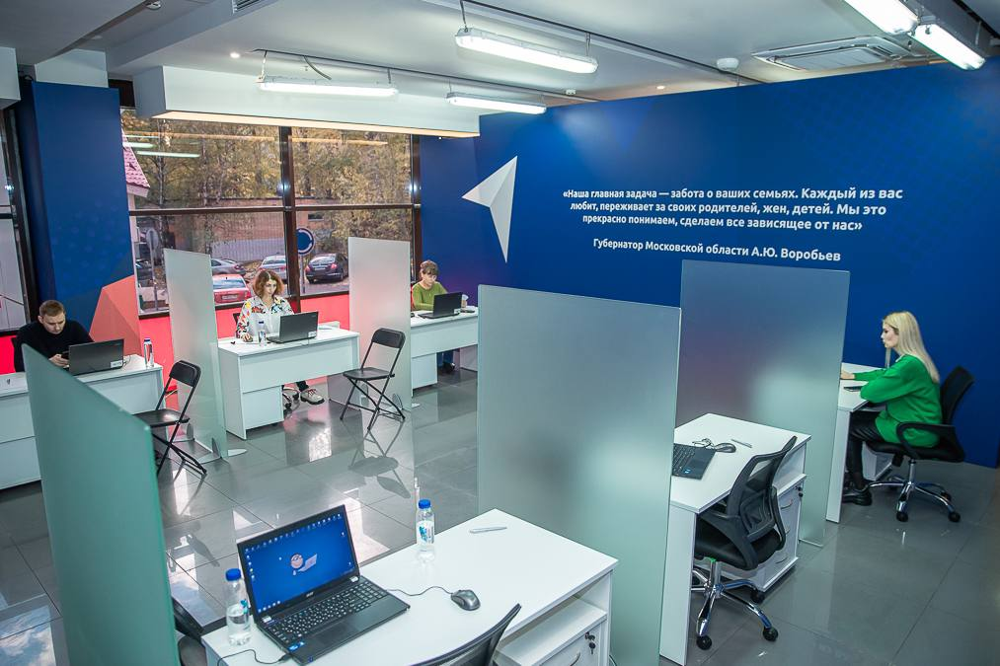 «Наша главная задача — забота о ваших семьях. Каждый из вас
любит, переживает за своих родителей, жен, детей. Мы это
прекрасно понимаем, сделаем все зависящее от нас»
Губернатор Московской области А.Ю. Воробьев